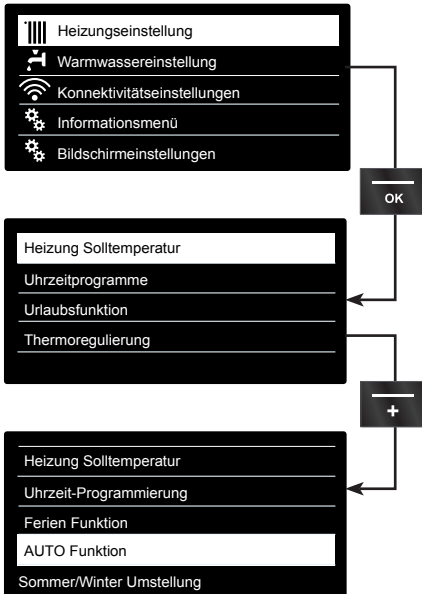 Heizungseinstellung
Warmwassereinstellung
Konnektivitätseinstellungen
Informationsmenü
Bildschirmeinstellungen
OK
Heizung Solltemperatur
Uhrzeitprogramme
Urlaubsfunktion
Thermoregulierung
+
Heizung Solltemperatur
Uhrzeit-Programmierung
Ferien Funktion
AUTO Funktion
Sommer/Winter Umstellung